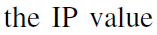 the IP value